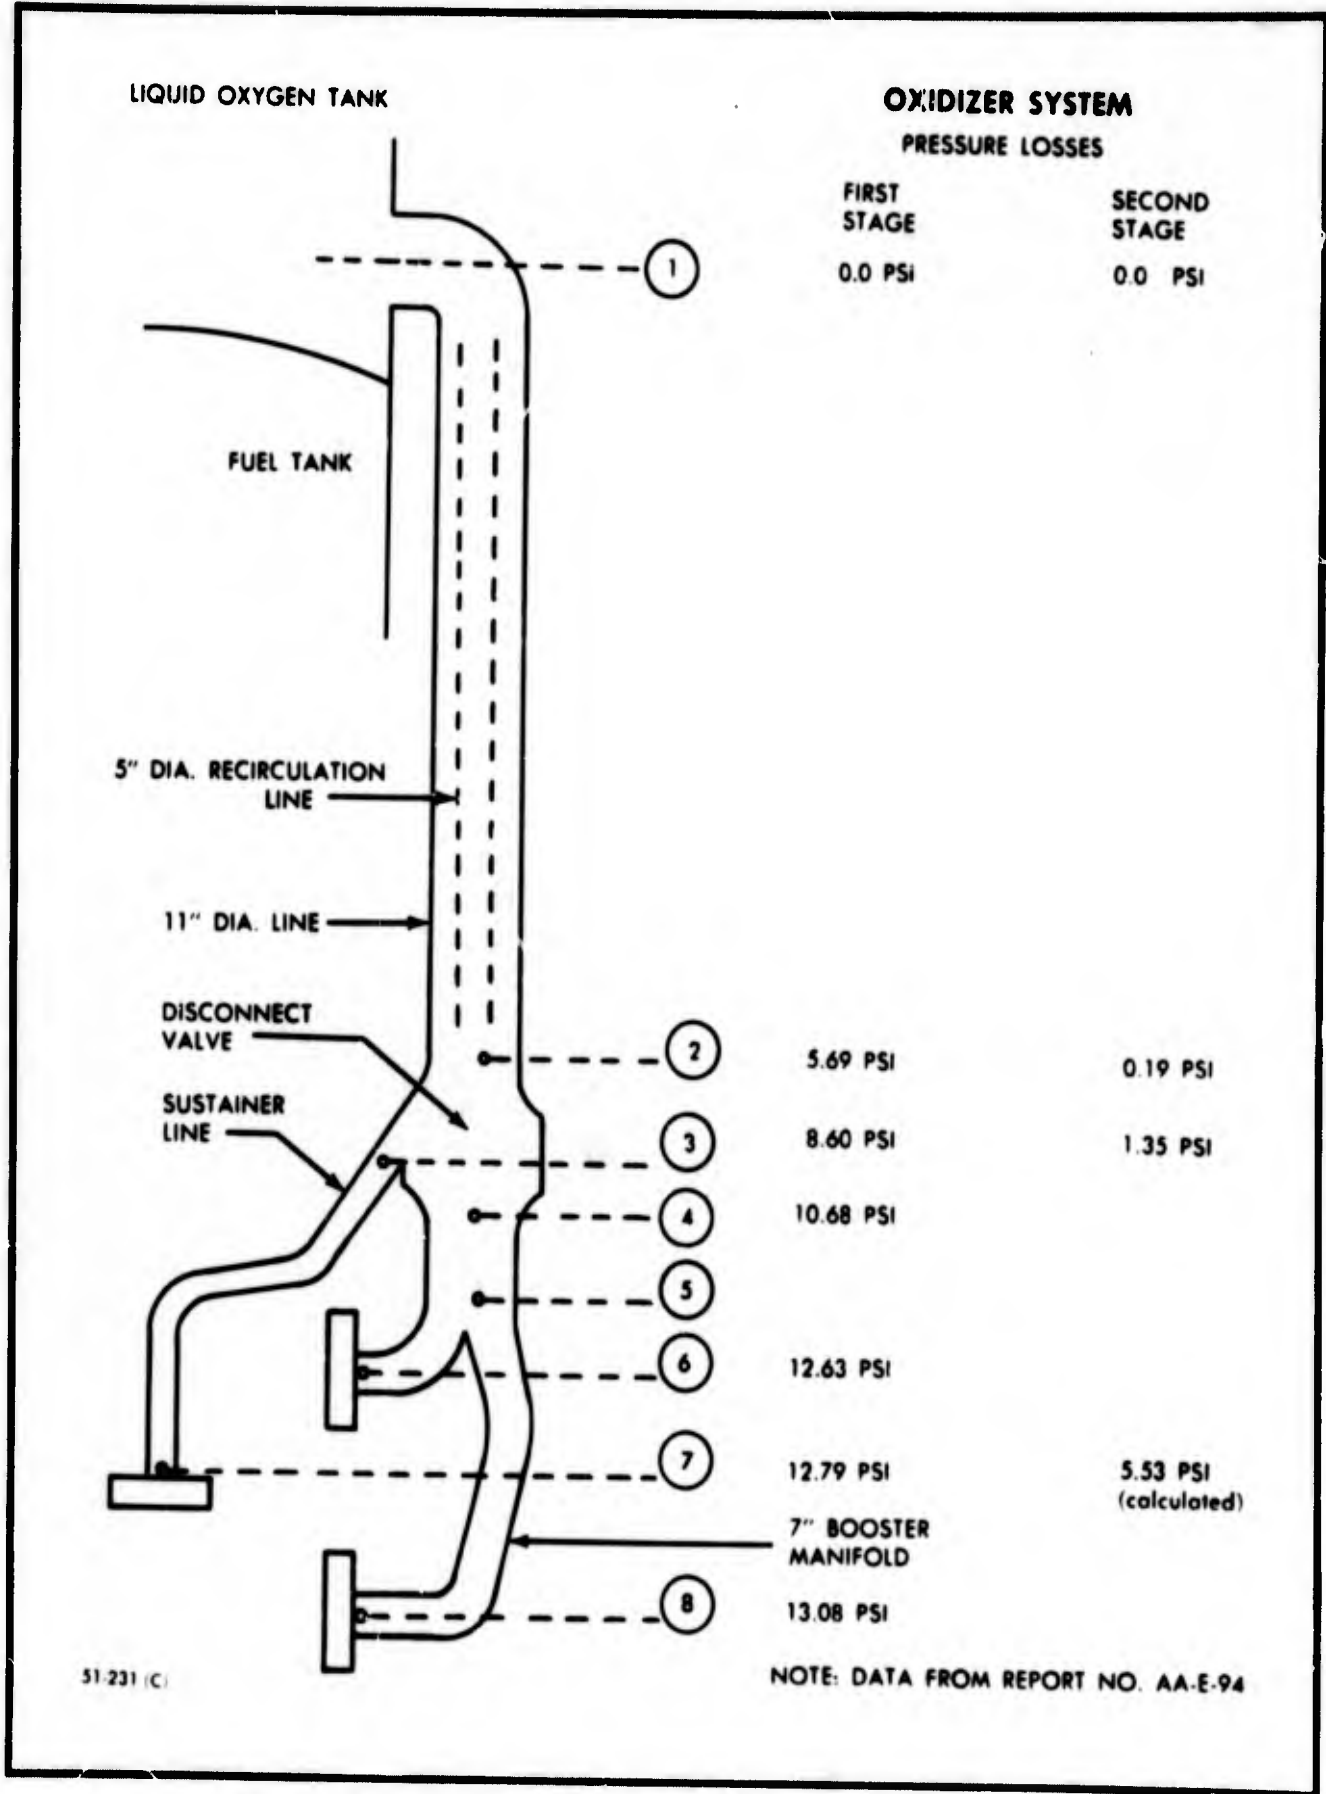 LIQUID OXYGEN TANK
OXIDIZER SYSTEM
PRESSURE LOSSES
FIRST
STAGE
SECOND
STAGE
1
0.0 PSI
0.0 PSI
FUEL TANK
5" DIA. RECIRCULATION
LINE
11" DIA. LINE
DISCONNECT
VALVE
2
5.69 PSI
0.19 PSI
SUSTAINER
LINE
3
8.60 PSI
1.35 PSI
4
10.68 PSI
5
6
12.63 PSI
7
12.79 PSI
5.53 PSI
(calculated)
7" BOOSTER
MANIFOLD
8
13.08 PSI
51-231 (C)
NOTE: DATA FROM REPORT NO. AA-E-94